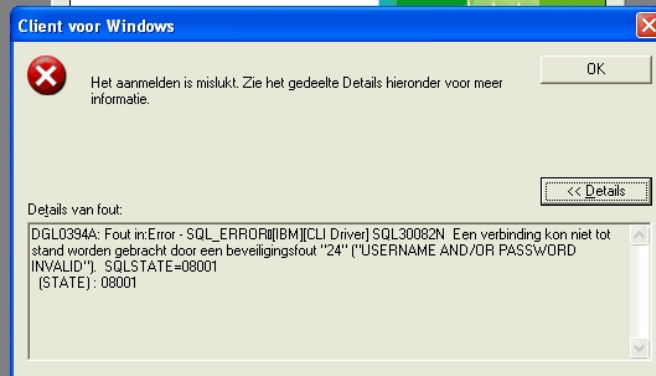 Client voor Windows
Het aanmelden is mislukt. Zie het gedeelte Details hieronder voor meer
informatie.
OK
<< Details
Details van fout:
DGL0394A: Fout in:Error - SQL_ERROR[IBM][CLI Driver] SQL30082N Een verbinding kon niet tot
stand worden gebracht door een beveiligingsfout "24" ("USERNAME AND/OR PASSWORD
INVALID"). SQLSTATE=08001
(STATE) : 08001